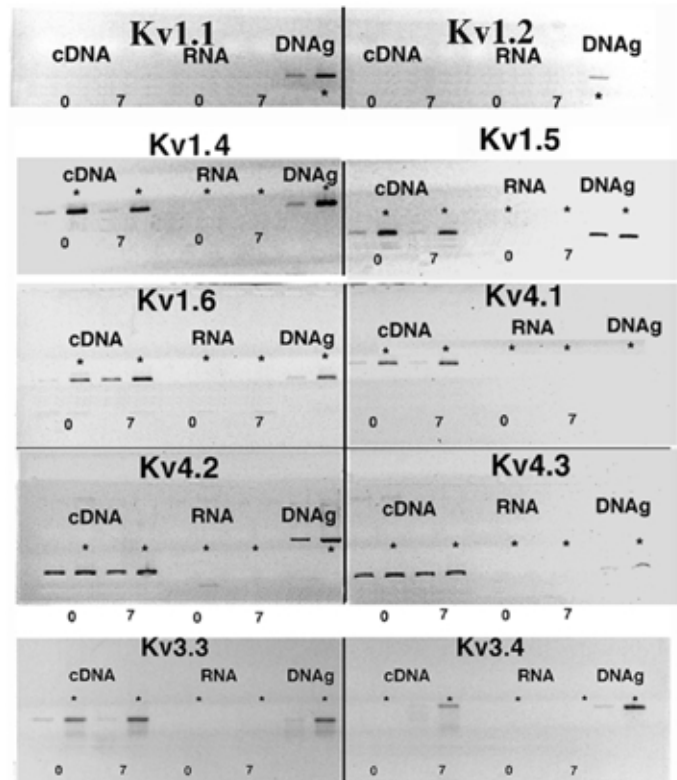 Kv1.1 Kv1.2
cDNA RNA DNAg cDNA RNA DNAg
0 7 0 7 * 0 7 0 7 *
Kv1.4 Kv1.5
cDNA RNA DNAg cDNA RNA DNAg
* * * * * * * * * *
0 7 0 7 0 7 0 7
Kv1.6 Kv4.1
cDNA RNA DNAg cDNA RNA DNAg
* * * * * * * * * *
0 7 0 7 0 7 0 7
Kv4.2 Kv4.3
cDNA RNA DNAg cDNA RNA DNAg
* * * * * * * * * *
0 7 0 7 0 7 0 7
Kv3.3 Kv3.4
cDNA RNA DNAg cDNA RNA DNAg
* * * * * * * * * *
0 7 0 7 0 7 0 7